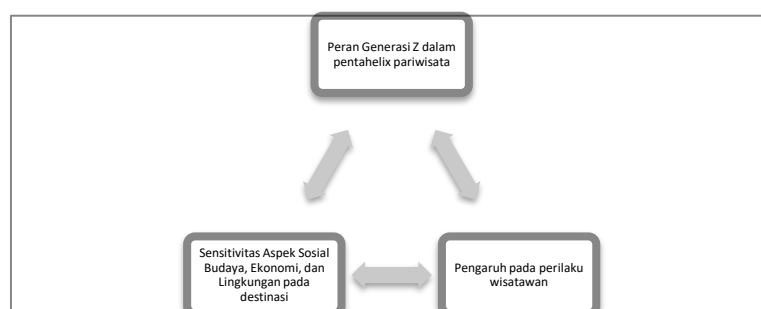 Peran Generasi Z dalam
pentahelix pariwisata
Sensitivitas Aspek Sosial
Budaya, Ekonomi, dan
Lingkungan pada
destinasi
Pengaruh pada perilaku
wisatawan